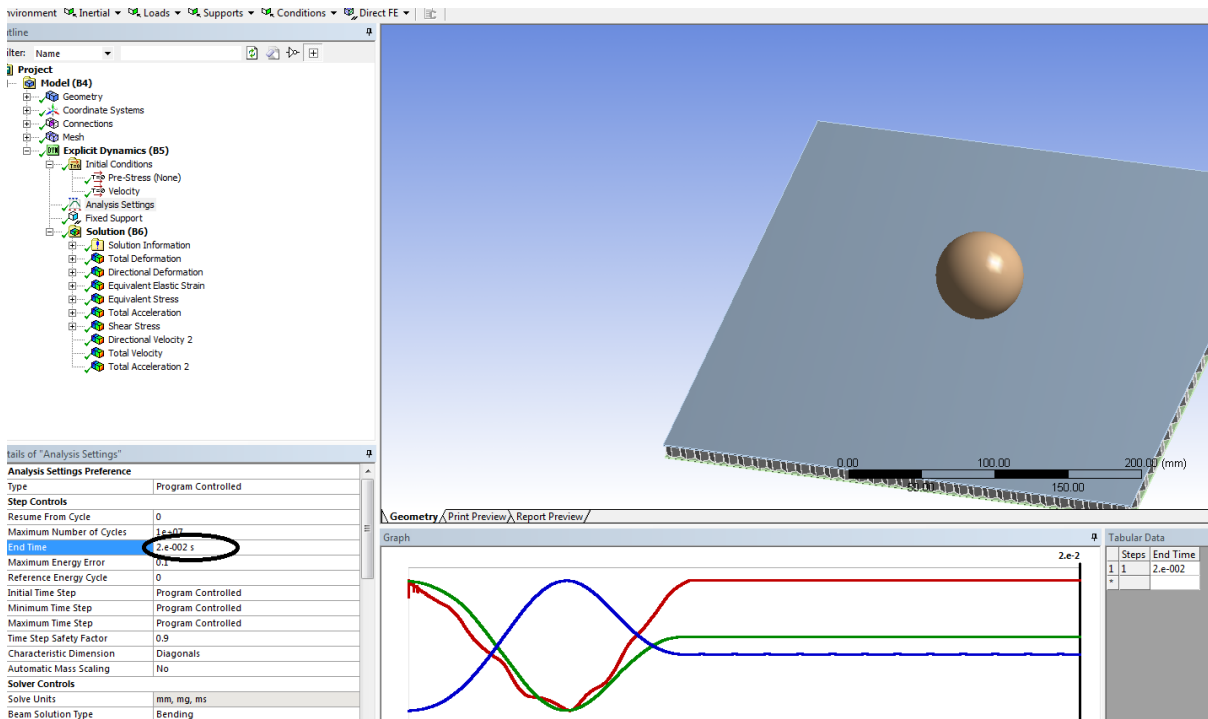 nvironment Inertial Loads Supports Conditions Direct FE
utline
ilter: Name
Project
Model (B4)
Geometry
Coordinate Systems
Connections
Mesh
Explicit Dynamics (B5)
Initial Conditions
Pre-Stress (None)
Velocity
Analysis Settings
Fixed Support
Solution (B6)
Solution Information
Total Deformation
Directional Deformation
Equivalent Elastic Strain
Equivalent Stress
Total Acceleration
Shear Stress
Directional Velocity 2
Total Velocity
Total Acceleration 2
tails of "Analysis Settings"
Analysis Settings Preference
Type Program Controlled
Step Controls
Resume From Cycle 0
Maximum Number of Cycles 1e+07
End Time 2.e-002 s
Maximum Energy Error 0.1
Reference Energy Cycle 0
Initial Time Step Program Controlled
Minimum Time Step Program Controlled
Maximum Time Step Program Controlled
Time Step Safety Factor 0.9
Characteristic Dimension Diagonals
Automatic Mass Scaling No
Solver Controls
Solve Units mm, mg, ms
Beam Solution Type Bending
0.00 100.00 200.00 (mm)
50.00 150.00
Geometry Print Preview Report Preview
Graph
2.e-2
Tabular Data
Steps End Time
1 1 2.e-002
*